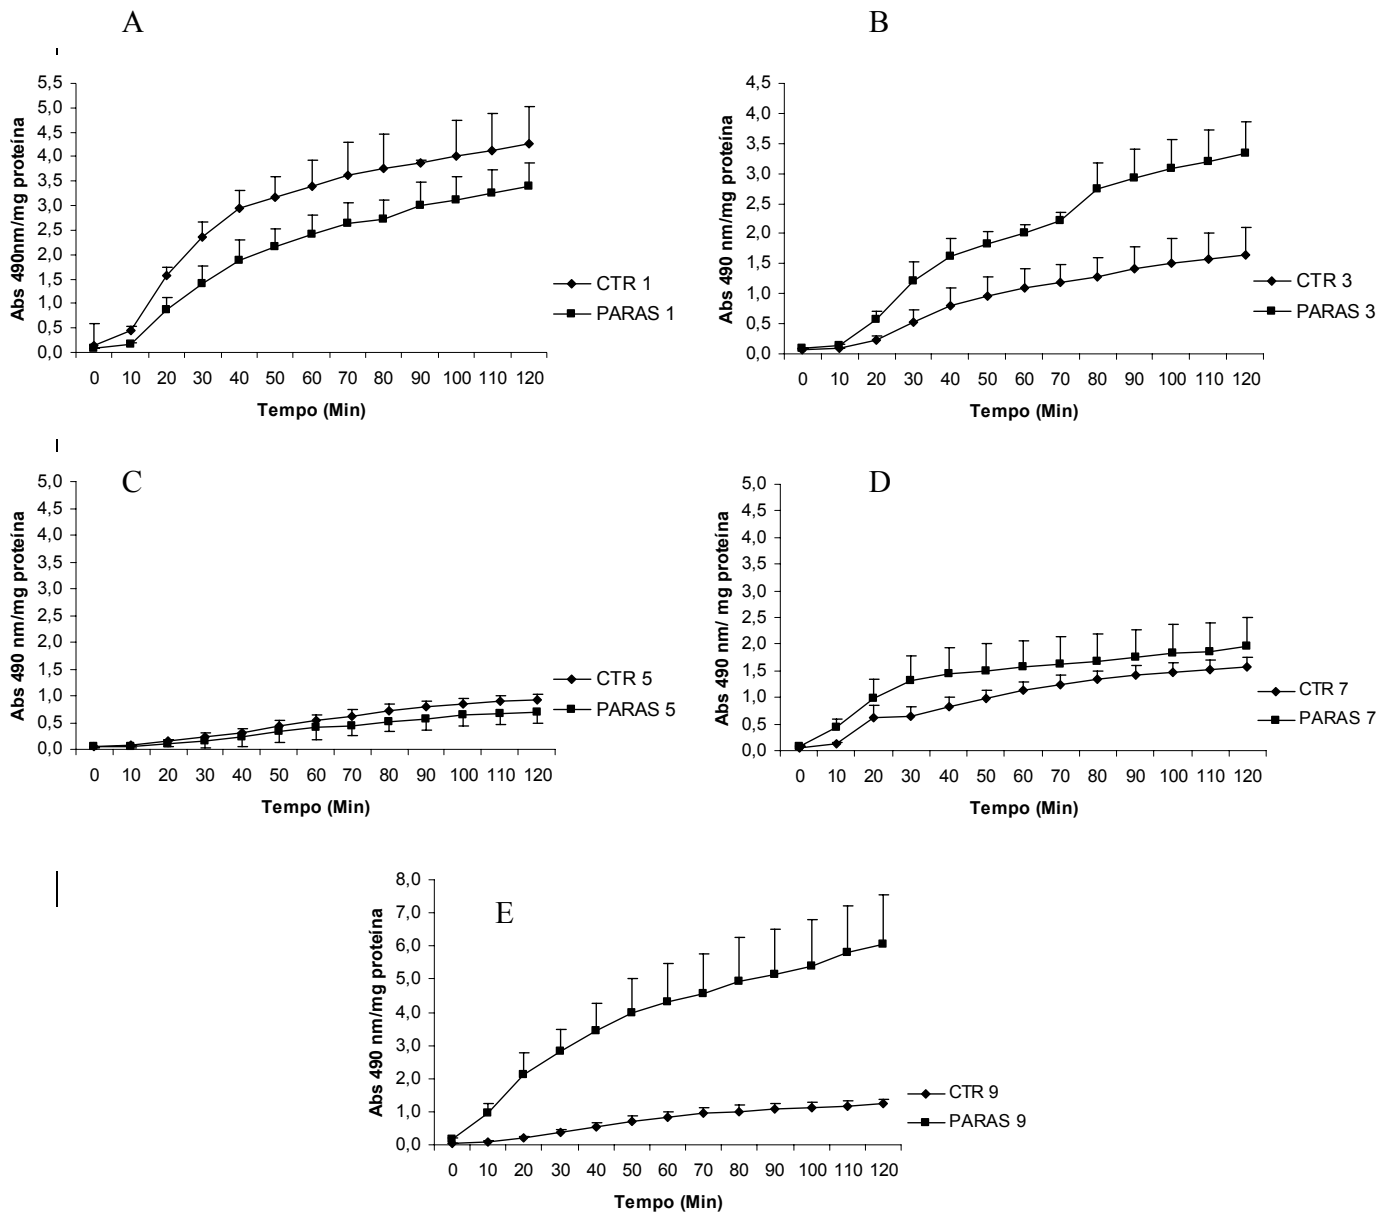 A
Abs 490nm/mg proteína
5,5
5,0
4,5
4,0
3,5
3,0
2,5
2,0
1,5
1,0
0,5
0,0
0 10 20 30 40 50 60 70 80 90 100 110 120
Tempo (Min)
CTR 1
PARAS 1
B
Abs 490 nm/mg proteína
4,5
4,0
3,5
3,0
2,5
2,0
1,5
1,0
0,5
0,0
0 10 20 30 40 50 60 70 80 90 100 110 120
Tempo (Min)
CTR 3
PARAS 3
C
Abs 490 nm/mg proteína
5,0
4,5
4,0
3,5
3,0
2,5
2,0
1,5
1,0
0,5
0,0
0 10 20 30 40 50 60 70 80 90 100 110 120
Tempo (Min)
CTR 5
PARAS 5
D
Abs 490 nm/ mg proteína
5,0
4,5
4,0
3,5
3,0
2,5
2,0
1,5
1,0
0,5
0,0
0 10 20 30 40 50 60 70 80 90 100 110 120
Tempo (Min)
CTR 7
PARAS 7
E
Abs 490 nm/mg proteína
8,0
7,0
6,0
5,0
4,0
3,0
2,0
1,0
0,0
0 10 20 30 40 50 60 70 80 90 100 110 120
Tempo (Min)
CTR 9
PARAS 9